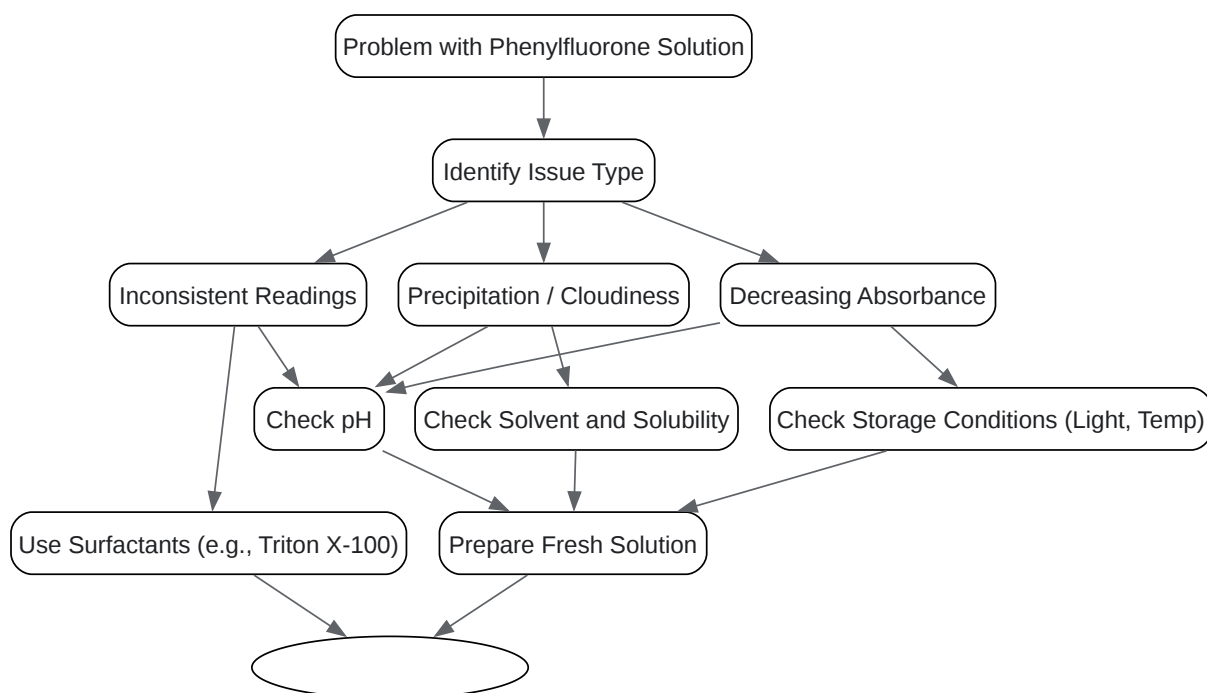 Problem with Phenylfluorone Solution
Identify Issue Type
Inconsistent Readings
Precipitation / Cloudiness
Decreasing Absorbance
Check pH
Check Solvent and Solubility
Check Storage Conditions (Light, Temp)
Use Surfactants (e.g., Triton X-100)
Prepare Fresh Solution